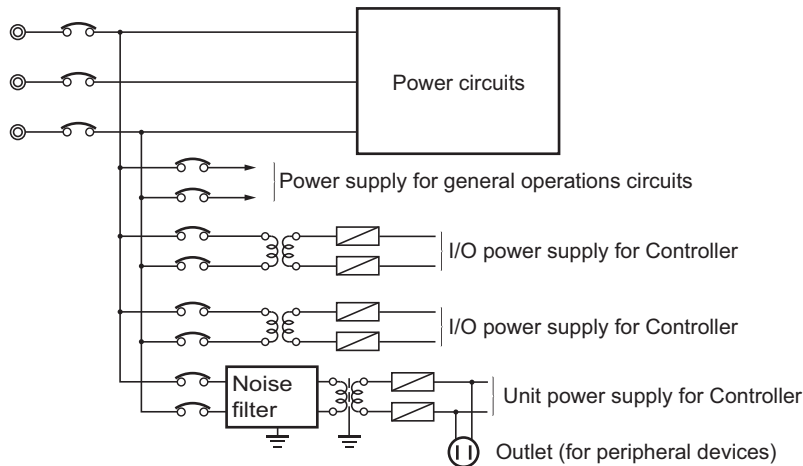 Power circuits
Power supply for general operations circuits
I/O power supply for Controller
I/O power supply for Controller
Noise
filter
Unit power supply for Controller
Outlet (for peripheral devices)